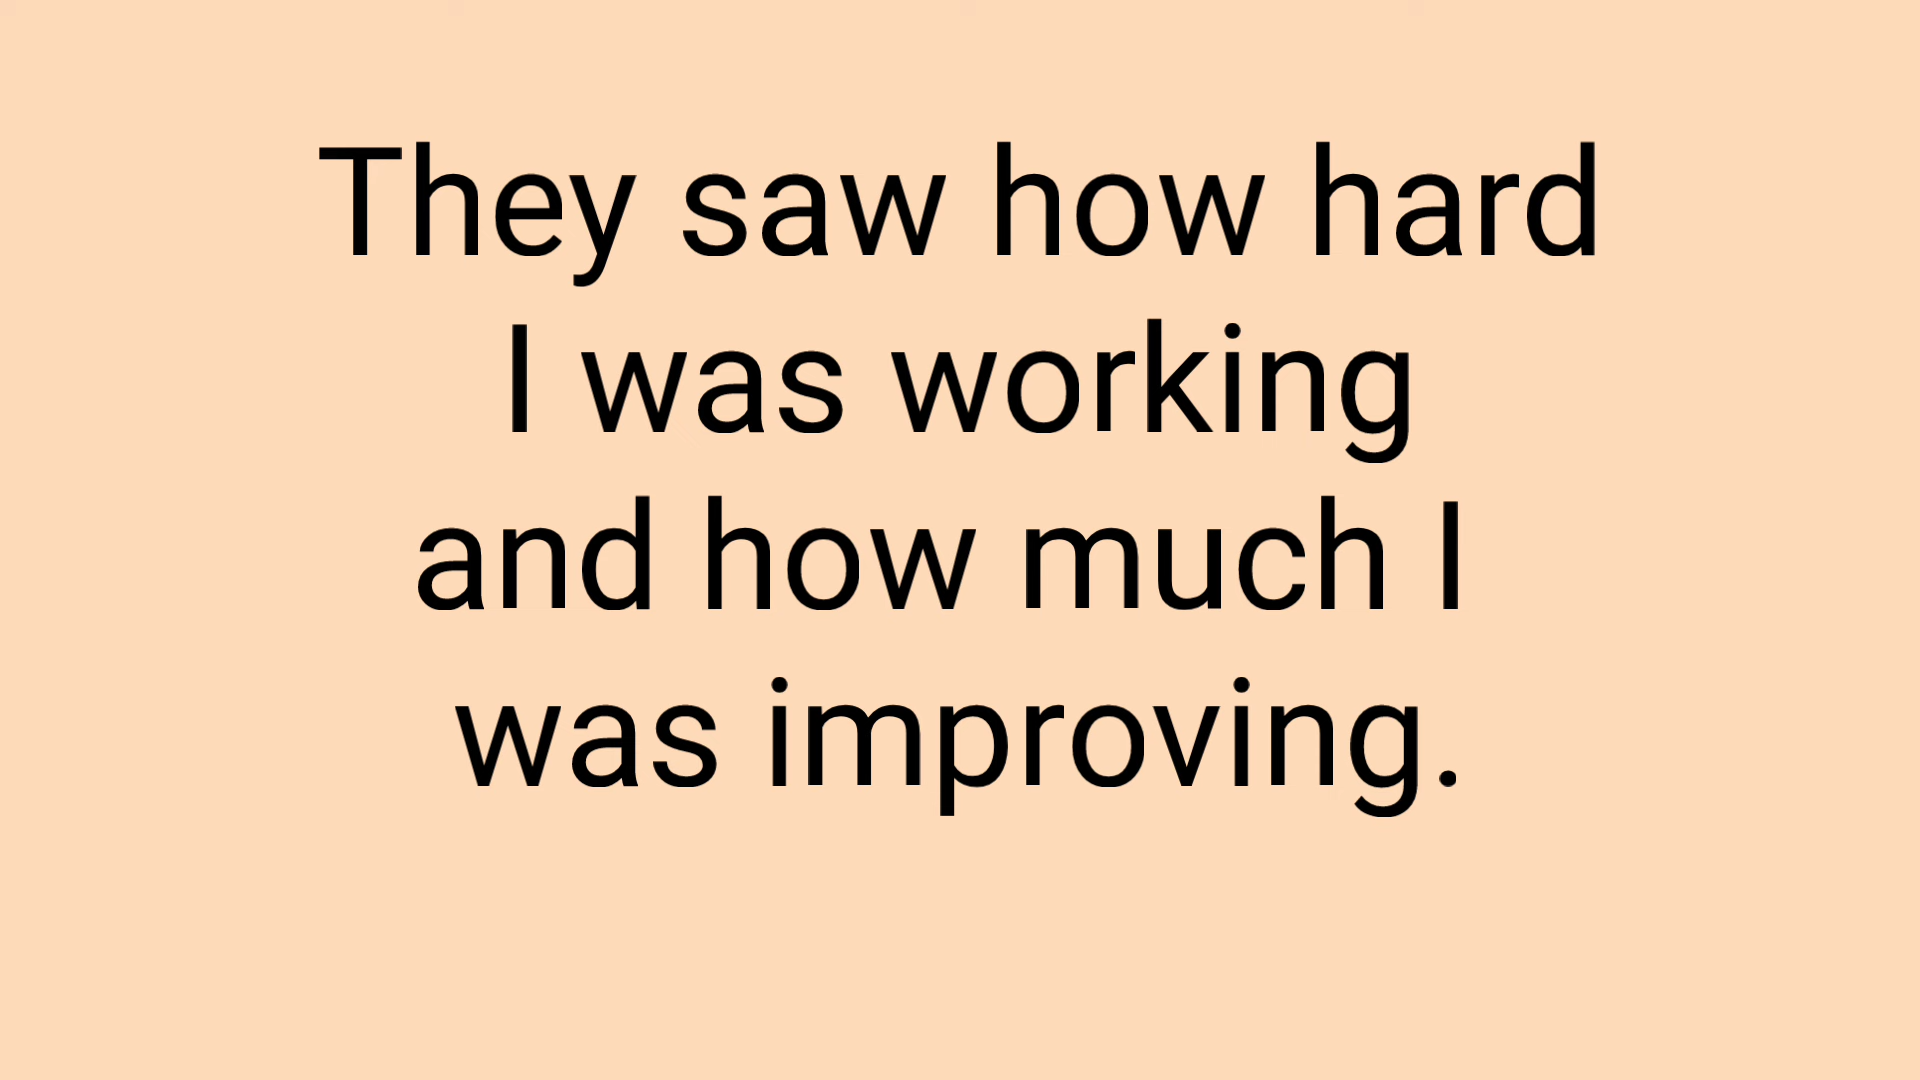 They saw how hard
I was working
and how much I
was improving.